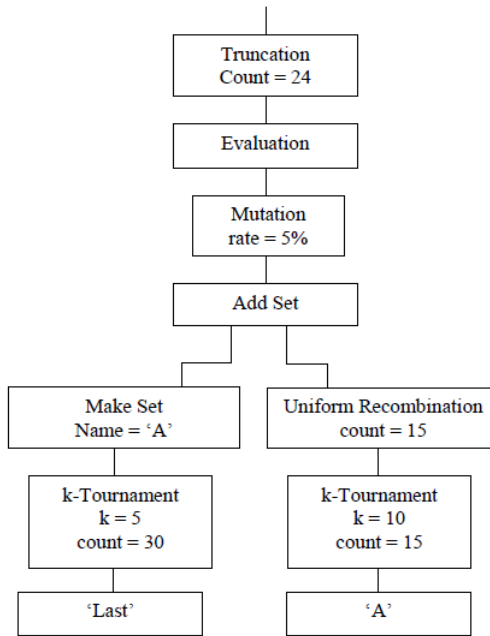 Truncation
Count = 24
Evaluation
Mutation
rate = 5%
Add Set
Make Set
Name = ‘A’
Uniform Recombination
count = 15
k-Tournament
k = 5
count = 30
k-Tournament
k = 10
count = 15
‘Last’
‘A’